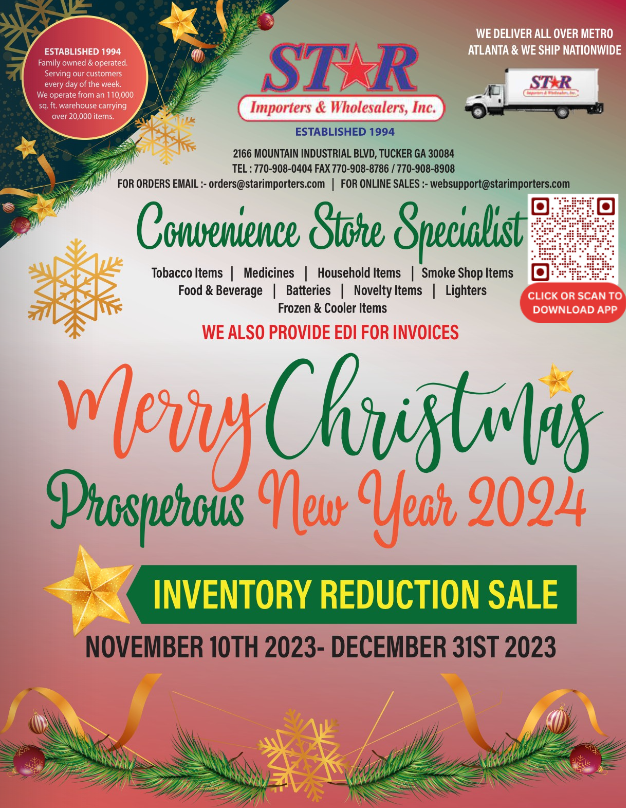 ESTABLISHED 1994
Family owned & operated.
Serving our customers
every day of the week.
We operate from an 110,000
sq. ft. warehouse carrying
over 20,000 items.
STAR
Importers & Wholesalers, Inc.
ESTABLISHED 1994
WE DELIVER ALL OVER METRO
ATLANTA & WE SHIP NATIONWIDE
STAR
Importers & Wholesalers, Inc.
2166 MOUNTAIN INDUSTRIAL BLVD, TUCKER GA 30084
TEL : 770-908-0404 FAX 770-908-8786 / 770-908-8908
FOR ORDERS EMAIL :- orders@starimporters.com | FOR ONLINE SALES :- websupport@starimporters.com
Convenience Store Specialist
CLICK OR SCAN TO
DOWNLOAD APP
Tobacco Items | Medicines | Household Items | Smoke Shop Items
Food & Beverage | Batteries | Novelty Items | Lighters
Frozen & Cooler Items
WE ALSO PROVIDE EDI FOR INVOICES
Merry Christmas
Prosperous New Year 2024
INVENTORY REDUCTION SALE
NOVEMBER 10TH 2023- DECEMBER 31ST 2023